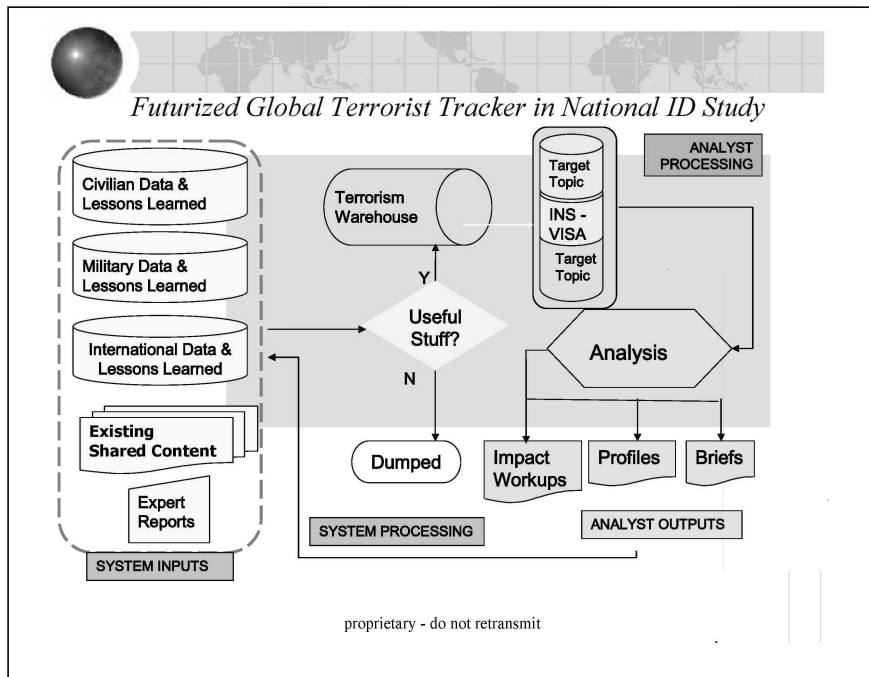 Futurized Global Terrorist Tracker in National ID Study
Civilian Data &
Lessons Learned
Military Data &
Lessons Learned
International Data &
Lessons Learned
Existing
Shared Content
Expert
Reports
SYSTEM INPUTS
Terrorism
Warehouse
Y
Useful
Stuff?
N
Dumped
SYSTEM PROCESSING
Target
Topic
INS -
VISA
Target
Topic
ANALYST
PROCESSING
Analysis
Impact
Workups
Profiles
Briefs
ANALYST OUTPUTS
proprietary - do not retransmit